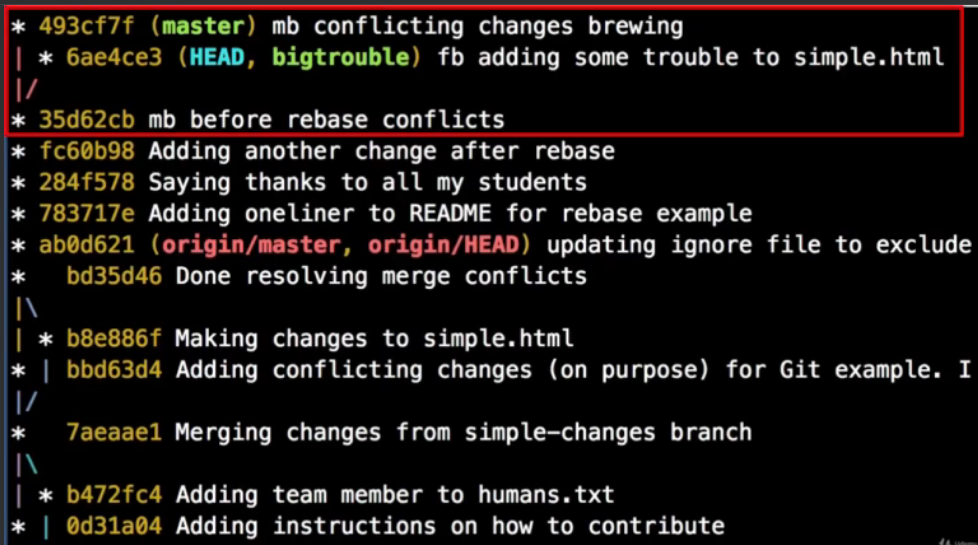 * 493cf7f (master) mb conflicting changes brewing
| * 6ae4ce3 (HEAD, bigtrouble) fb adding some trouble to simple.html
|/
* 35d62cb mb before rebase conflicts
* fc60b98 Adding another change after rebase
* 284f578 Saying thanks to all my students
* 783717e Adding oneliner to README for rebase example
* ab0d621 (origin/master, origin/HEAD) updating ignore file to exclude
*   bd35d46 Done resolving merge conflicts
|\
| * b8e886f Making changes to simple.html
* | bbd63d4 Adding conflicting changes (on purpose) for Git example. I
|/
*   7aeaae1 Merging changes from simple-changes branch
|\
| * b472fc4 Adding team member to humans.txt
* | 0d31a04 Adding instructions on how to contribute